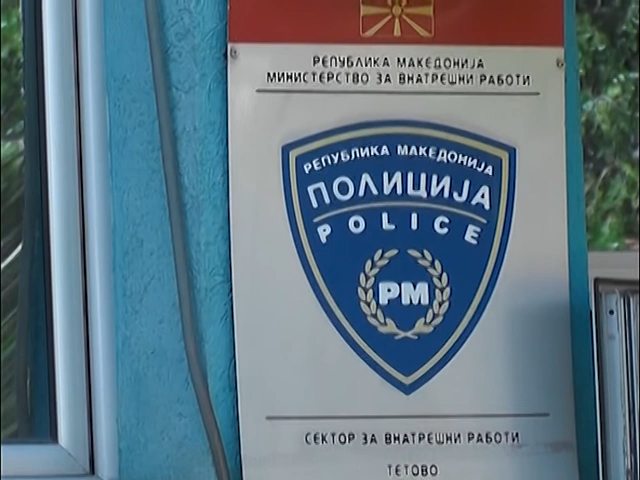 РЕПУБЛИКА МАКЕДОНИЈА
МИНИСТЕРСТВО ЗА ВНАТРЕШНИ РАБОТИ
РЕПУБЛИКА МАКЕДОНИЈА
ПОЛИЦИЈА
POLICE
РМ
СЕКТОР ЗА ВНАТРЕШНИ РАБОТИ
ТЕТОВО